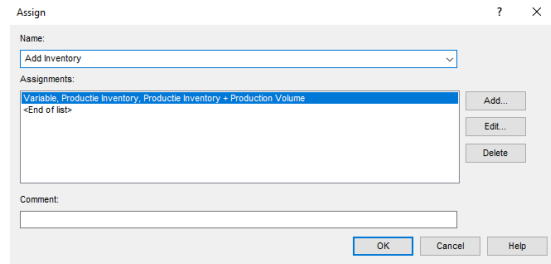 Assign
?
X
Name:
Add Inventory
Assignments:
Variable, Productie Inventory, Productie Inventory + Production Volume
<End of list>
Add...
Edit...
Delete
Comment:
OK
Cancel
Help